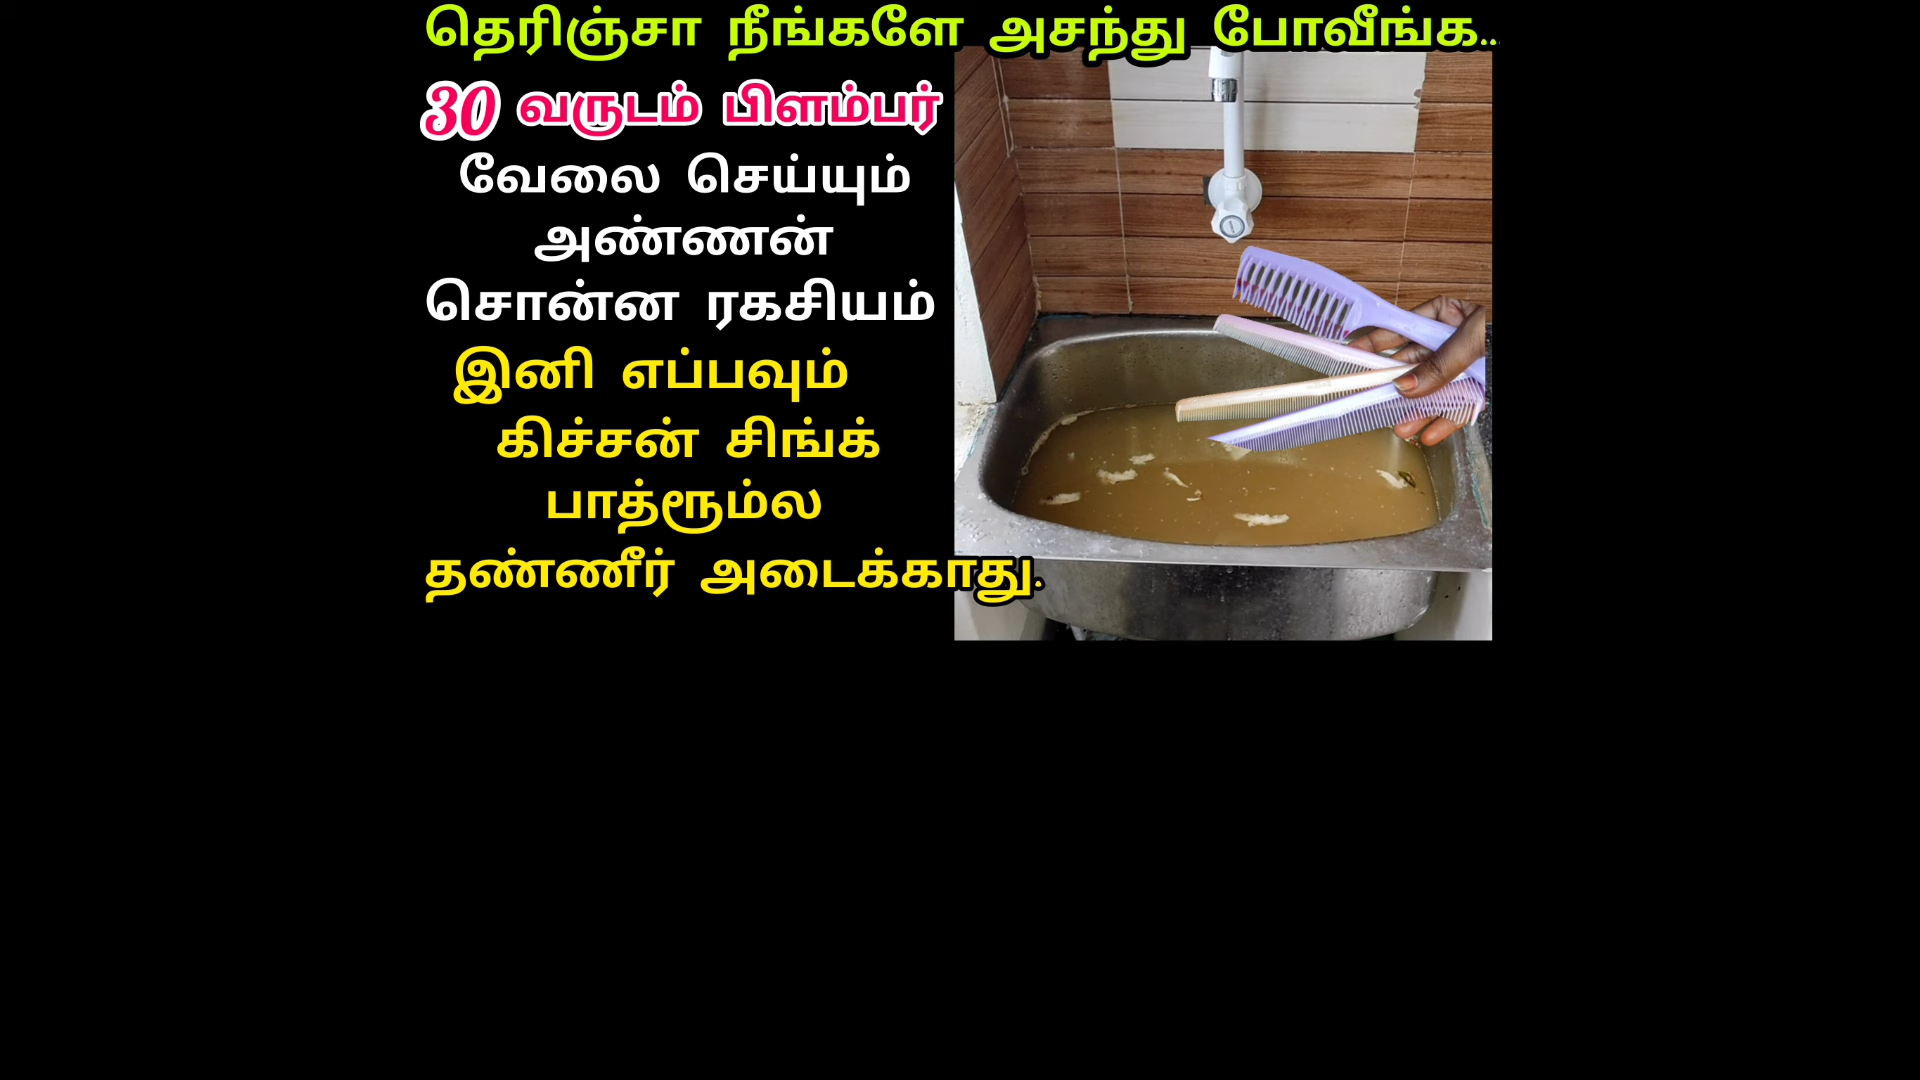 தெரிஞ்சா நீங்களே அசந்து போவீங்க...
30 வருடம் பிளம்பர்
வேலை செய்யும்
அண்ணன்
சொன்ன ரகசியம்
இனி எப்பவும்
கிச்சன் சிங்க்
பாத்ரூம்ல
தண்ணீர் அடைக்காது.